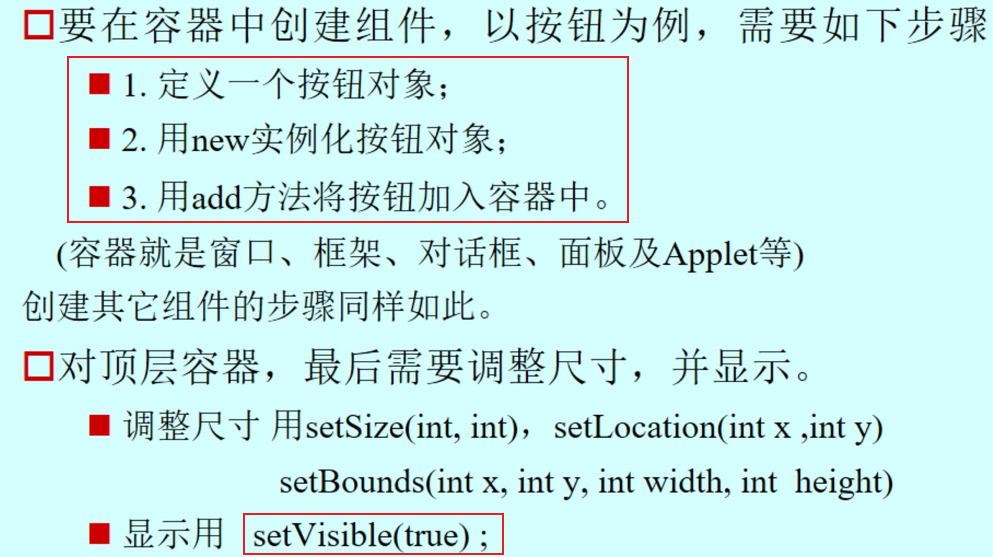 要在容器中创建组件，以按钮为例，需要如下步骤
1. 定义一个按钮对象；
2. 用new实例化按钮对象；
3. 用add方法将按钮加入容器中。
(容器就是窗口、框架、对话框、面板及Applet等)
创建其它组件的步骤同样如此。
对顶层容器，最后需要调整尺寸，并显示。
调整尺寸 用setSize(int, int)，setLocation(int x ,int y)
setBounds(int x, int y, int width, int height)
显示用 setVisible(true) ;